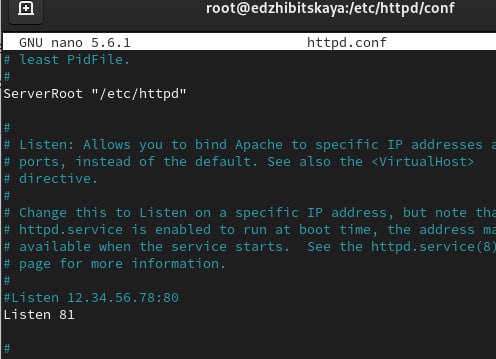 root@edzhibitskaya:/etc/httpd/conf
GNU nano 5.6.1 httpd.conf
# least PidFile.
#
ServerRoot "/etc/httpd"
#
# Listen: Allows you to bind Apache to specific IP addresses a
# ports, instead of the default. See also the <VirtualHost>
# directive.
#
# Change this to Listen on a specific IP address, but note tha
# httpd.service is enabled to run at boot time, the address ma
# available when the service starts.  See the httpd.service(8)
# page for more information.
#
#Listen 12.34.56.78:80
Listen 81
#